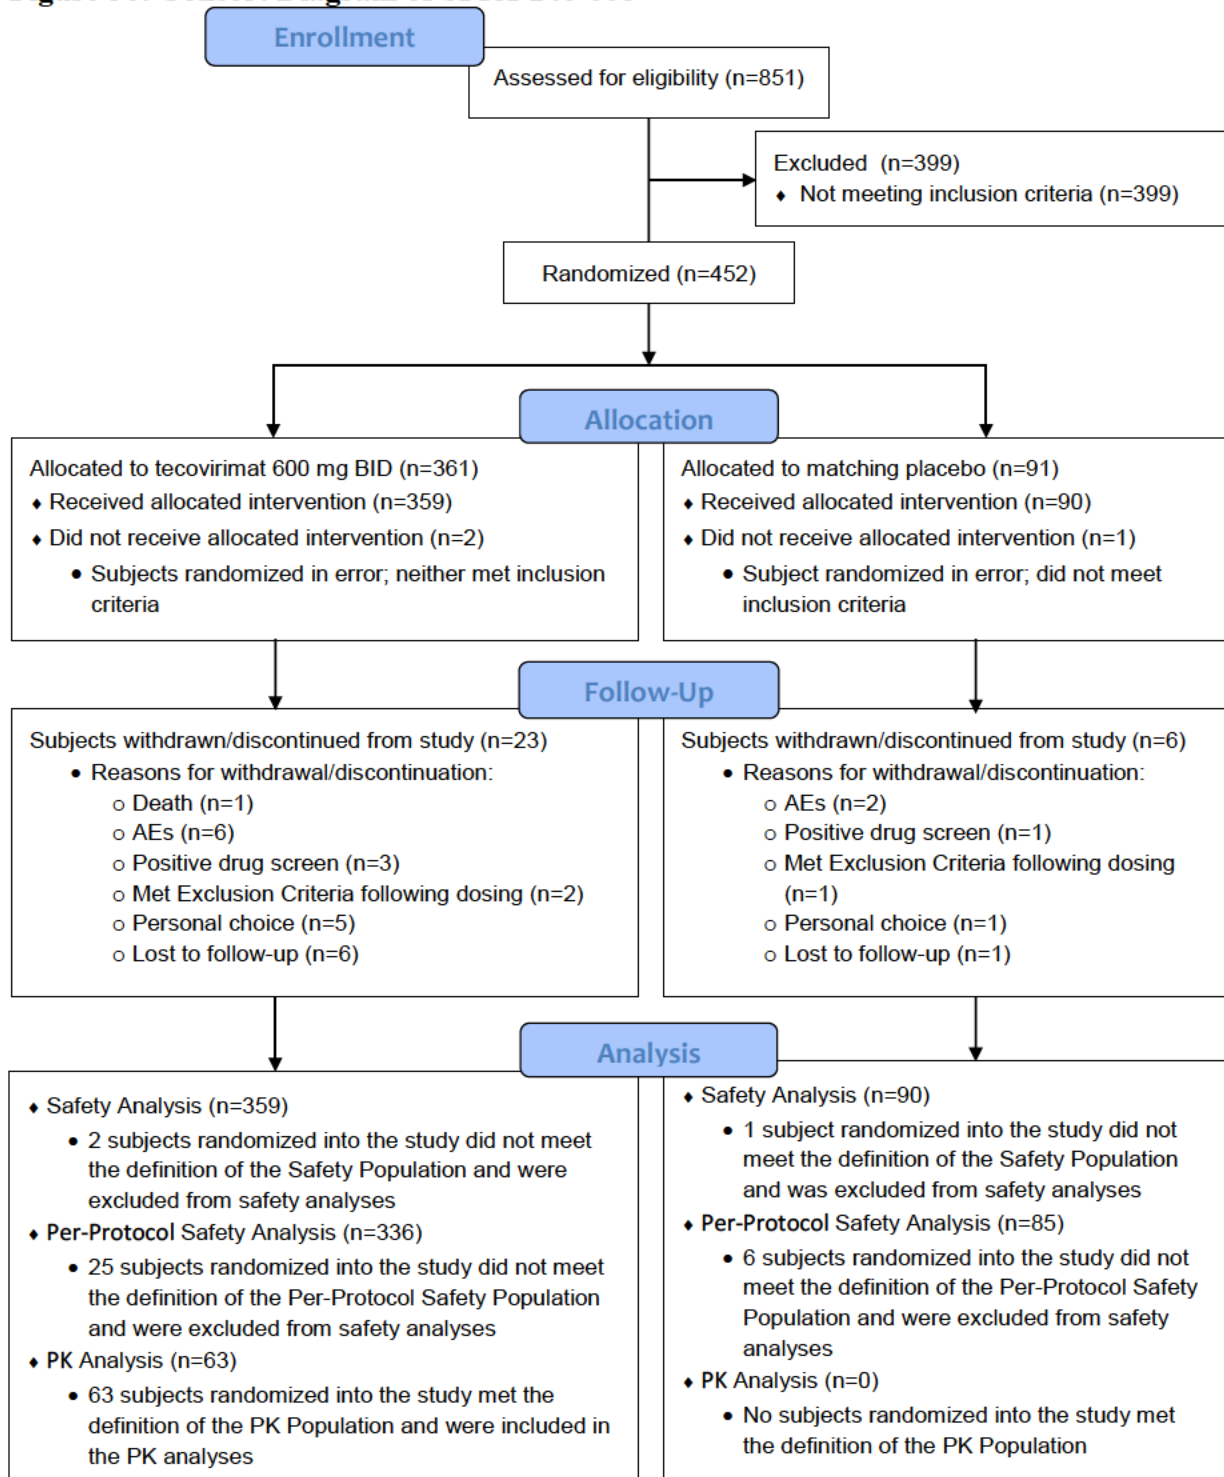 Enrollment
Assessed for eligibility (n=851)
Excluded (n=399)
♦ Not meeting inclusion criteria (n=399)
Randomized (n=452)
Allocation
Allocated to tecovirimat 600 mg BID (n=361)
♦ Received allocated intervention (n=359)
♦ Did not receive allocated intervention (n=2)
• Subjects randomized in error; neither met inclusion
criteria
Allocated to matching placebo (n=91)
♦ Received allocated intervention (n=90)
♦ Did not receive allocated intervention (n=1)
• Subject randomized in error; did not meet
inclusion criteria
Follow-Up
Subjects withdrawn/discontinued from study (n=23)
• Reasons for withdrawal/discontinuation:
o Death (n=1)
o AEs (n=6)
o Positive drug screen (n=3)
o Met Exclusion Criteria following dosing (n=2)
o Personal choice (n=5)
o Lost to follow-up (n=6)
Subjects withdrawn/discontinued from study (n=6)
• Reasons for withdrawal/discontinuation:
o AEs (n=2)
o Positive drug screen (n=1)
o Met Exclusion Criteria following dosing
(n=1)
o Personal choice (n=1)
o Lost to follow-up (n=1)
Analysis
♦ Safety Analysis (n=359)
• 2 subjects randomized into the study did not meet
the definition of the Safety Population and were
excluded from safety analyses
♦ Per-Protocol Safety Analysis (n=336)
• 25 subjects randomized into the study did not meet
the definition of the Per-Protocol Safety Population
and were excluded from safety analyses
♦ PK Analysis (n=63)
• 63 subjects randomized into the study met the
definition of the PK Population and were included in
the PK analyses
♦ Safety Analysis (n=90)
• 1 subject randomized into the study did not
meet the definition of the Safety Population
and was excluded from safety analyses
♦ Per-Protocol Safety Analysis (n=85)
• 6 subjects randomized into the study did not
meet the definition of the Per-Protocol Safety
Population and were excluded from safety
analyses
♦ PK Analysis (n=0)
• No subjects randomized into the study met
the definition of the PK Population